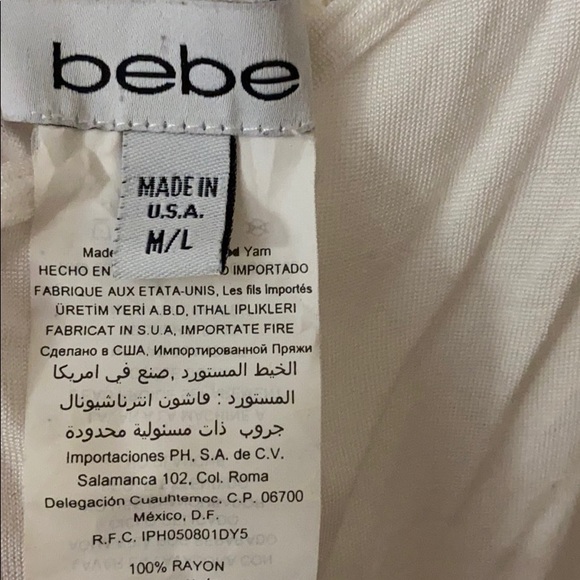 bebe
MADE IN
U.S.A.
M/L
Made Yarn
HECHO EN O IMPORTADO
FABRIQUE AUX ETATA-UNIS, Les fils Importés
ÜRETIM YERİ A.B.D, ITHAL IPLIKLERI
FABRICAT IN S.U.A, IMPORTATE FIRE
Сделано в США, Импортированной Пряжи
الخيط المستورد ,صنع في امريكا
المستورد : فاشون انترناشيونال
جروب ذات مسئولية محدودة
Importaciones PH, S.A. de C.V.
Salamanca 102, Col. Roma
Delegación Cuauhtemoc, C.P. 06700
México, D.F.
R.F.C. IPH050801DY5
100% RAYON